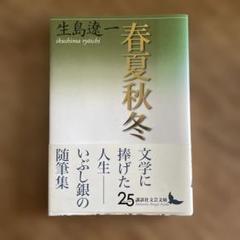 生島遼一
ikushima ryoichi
春夏秋冬
文学に
捧げた
人生――
いぶし銀の
随筆集
25
講談社文芸文庫